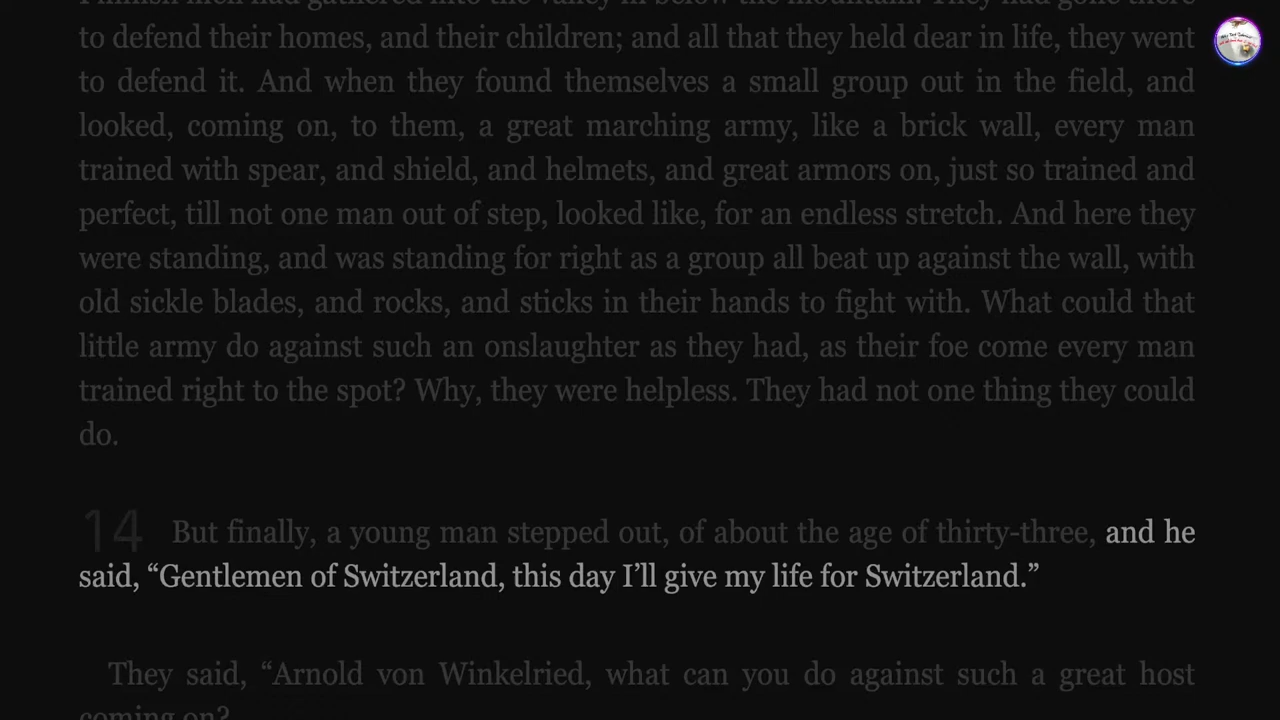 to defend their homes, and their children; and all that they held dear in life, they went
to defend it. And when they found themselves a small group out in the field, and
looked, coming on, to them, a great marching army, like a brick wall, every man
trained with spear, and shield, and helmets, and great armors on, just so trained and
perfect, till not one man out of step, looked like, for an endless stretch. And here they
were standing, and was standing for right as a group all beat up against the wall, with
old sickle blades, and rocks, and sticks in their hands to fight with. What could that
little army do against such an onslaughter as they had, as their foe come every man
trained right to the spot? Why, they were helpless. They had not one thing they could
do.
14 But finally, a young man stepped out, of about the age of thirty-three, and he
said, “Gentlemen of Switzerland, this day I’ll give my life for Switzerland.”
They said, “Arnold von Winkelried, what can you do against such a great host
coming on?